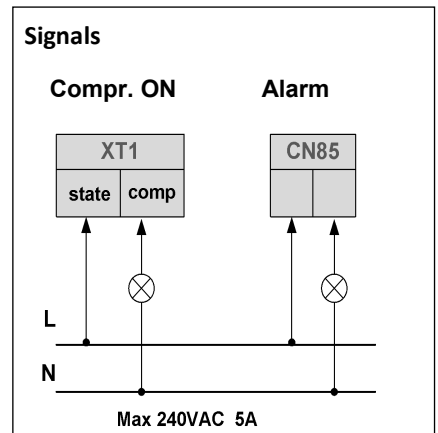 Signals
Compr. ON Alarm
XT1 CN85
state comp
L
N
Max 240VAC 5A